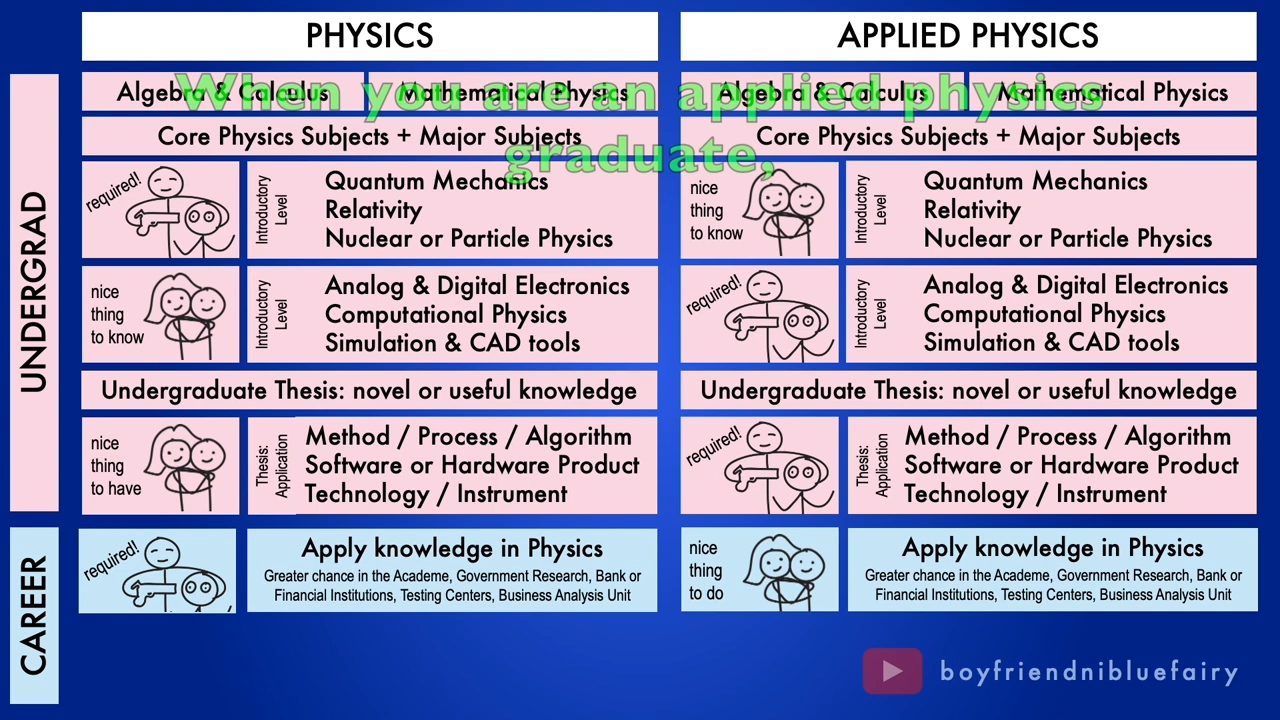 PHYSICS
APPLIED PHYSICS
When you are an applied physics
graduate,
UNDERGRAD
Algebra & Calculus
Mathematical Physics
Core Physics Subjects + Major Subjects
required!
Introductory
Level
Quantum Mechanics
Relativity
Nuclear or Particle Physics
nice
thing
to know
Introductory
Level
Analog & Digital Electronics
Computational Physics
Simulation & CAD tools
Undergraduate Thesis: novel or useful knowledge
nice
thing
to have
Thesis:
Application
Method / Process / Algorithm
Software or Hardware Product
Technology / Instrument
Algebra & Calculus
Mathematical Physics
Core Physics Subjects + Major Subjects
nice
thing
to know
Introductory
Level
Quantum Mechanics
Relativity
Nuclear or Particle Physics
required!
Introductory
Level
Analog & Digital Electronics
Computational Physics
Simulation & CAD tools
Undergraduate Thesis: novel or useful knowledge
required!
Thesis:
Application
Method / Process / Algorithm
Software or Hardware Product
Technology / Instrument
CAREER
required!
Apply knowledge in Physics
Greater chance in the Academe, Government Research, Bank or
Financial Institutions, Testing Centers, Business Analysis Unit
nice
thing
to do
Apply knowledge in Physics
Greater chance in the Academe, Government Research, Bank or
Financial Institutions, Testing Centers, Business Analysis Unit
boyfriendnibluefairy